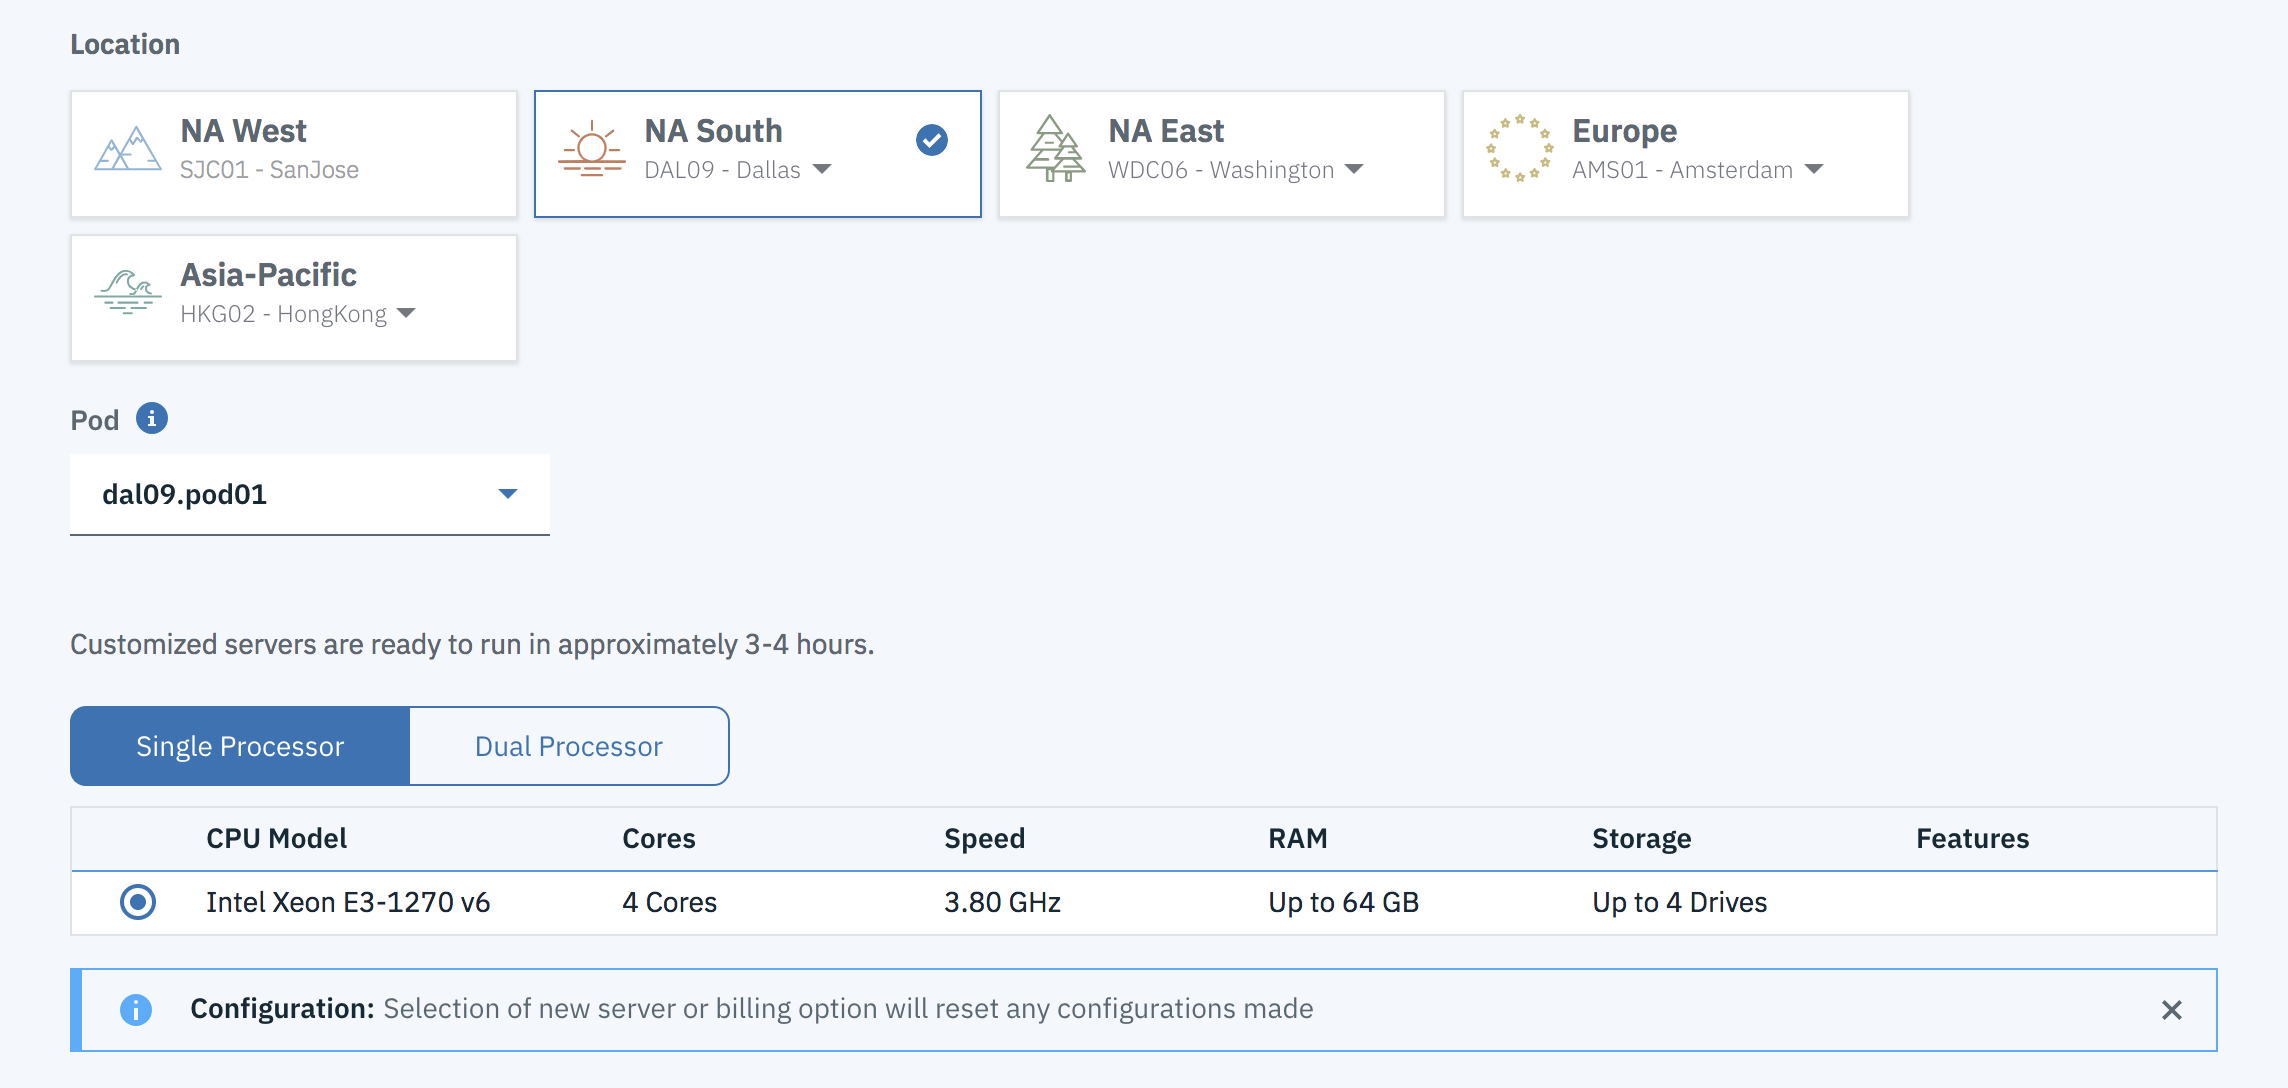 Location
NA West
SJC01 - SanJose
NA South
DAL09 - Dallas
NA East
WDC06 - Washington
Europe
AMS01 - Amsterdam
Asia-Pacific
HKG02 - HongKong
Pod
dal09.pod01
Customized servers are ready to run in approximately 3-4 hours.
Single Processor Dual Processor
CPU Model Cores Speed RAM Storage Features
Intel Xeon E3-1270 v6 4 Cores 3.80 GHz Up to 64 GB Up to 4 Drives
Configuration: Selection of new server or billing option will reset any configurations made